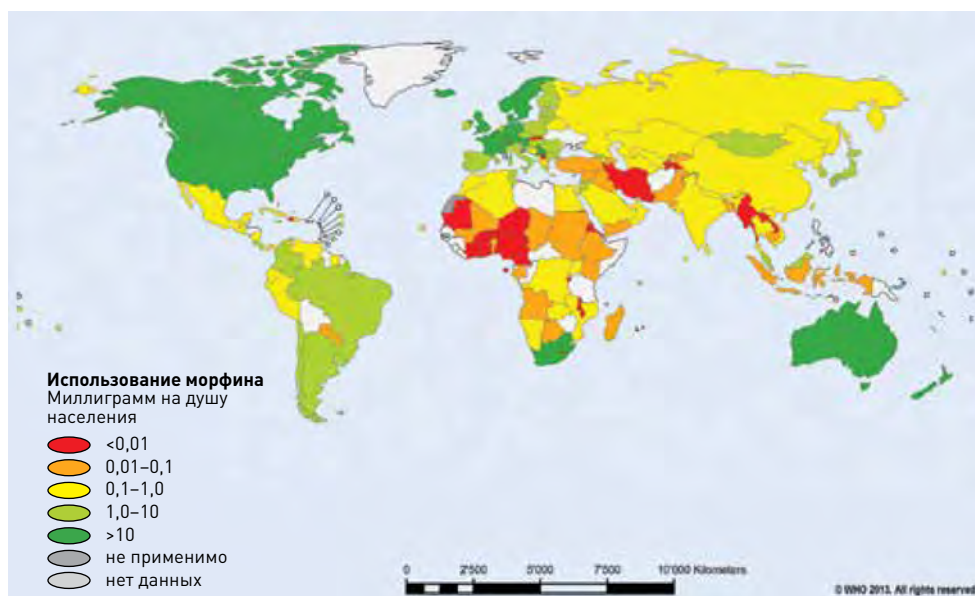 Использование морфина
Миллиграмм на душу
населения
<0,01
0,01–0,1
0,1–1,0
1,0–10
>10
не применимо
нет данных
0 2'500 5'000 7'500 10'000 Kilometers
© WHO 2013. All rights reserved